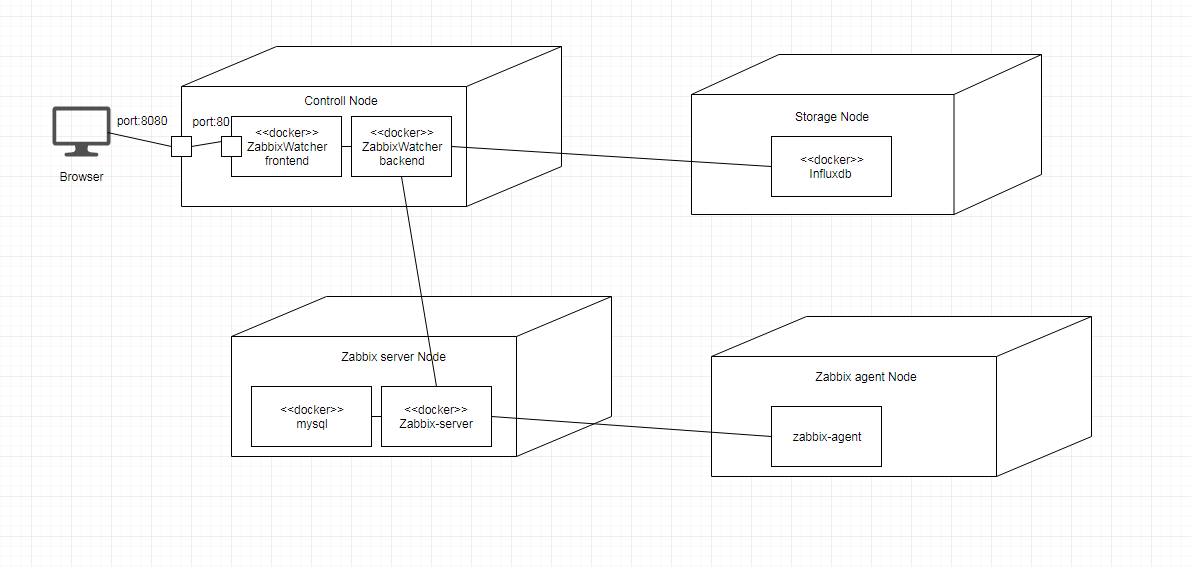 Controll Node
port:8080
port:80
<<docker>>
ZabbixWatcher
frontend
<<docker>>
ZabbixWatcher
backend
Browser
Storage Node
<<docker>>
Influxdb
Zabbix server Node
<<docker>>
mysql
<<docker>>
Zabbix-server
Zabbix agent Node
zabbix-agent